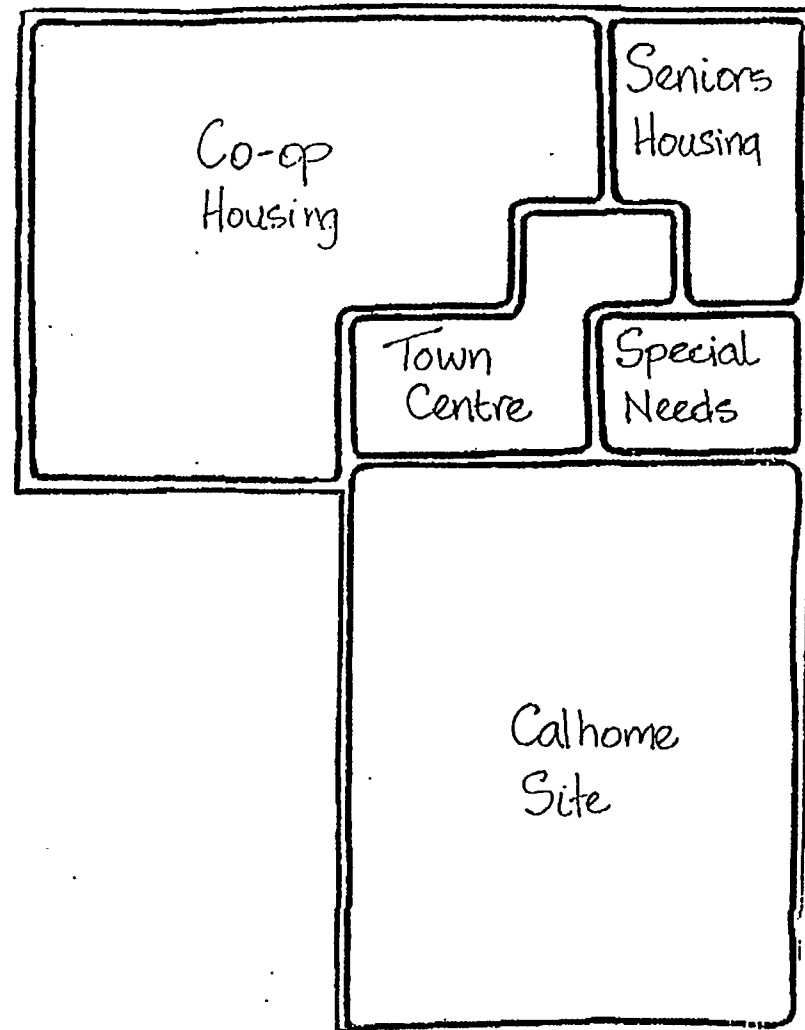 Co-op
Housing
Seniors
Housing
Town
Centre
Special
Needs
Calhome
Site